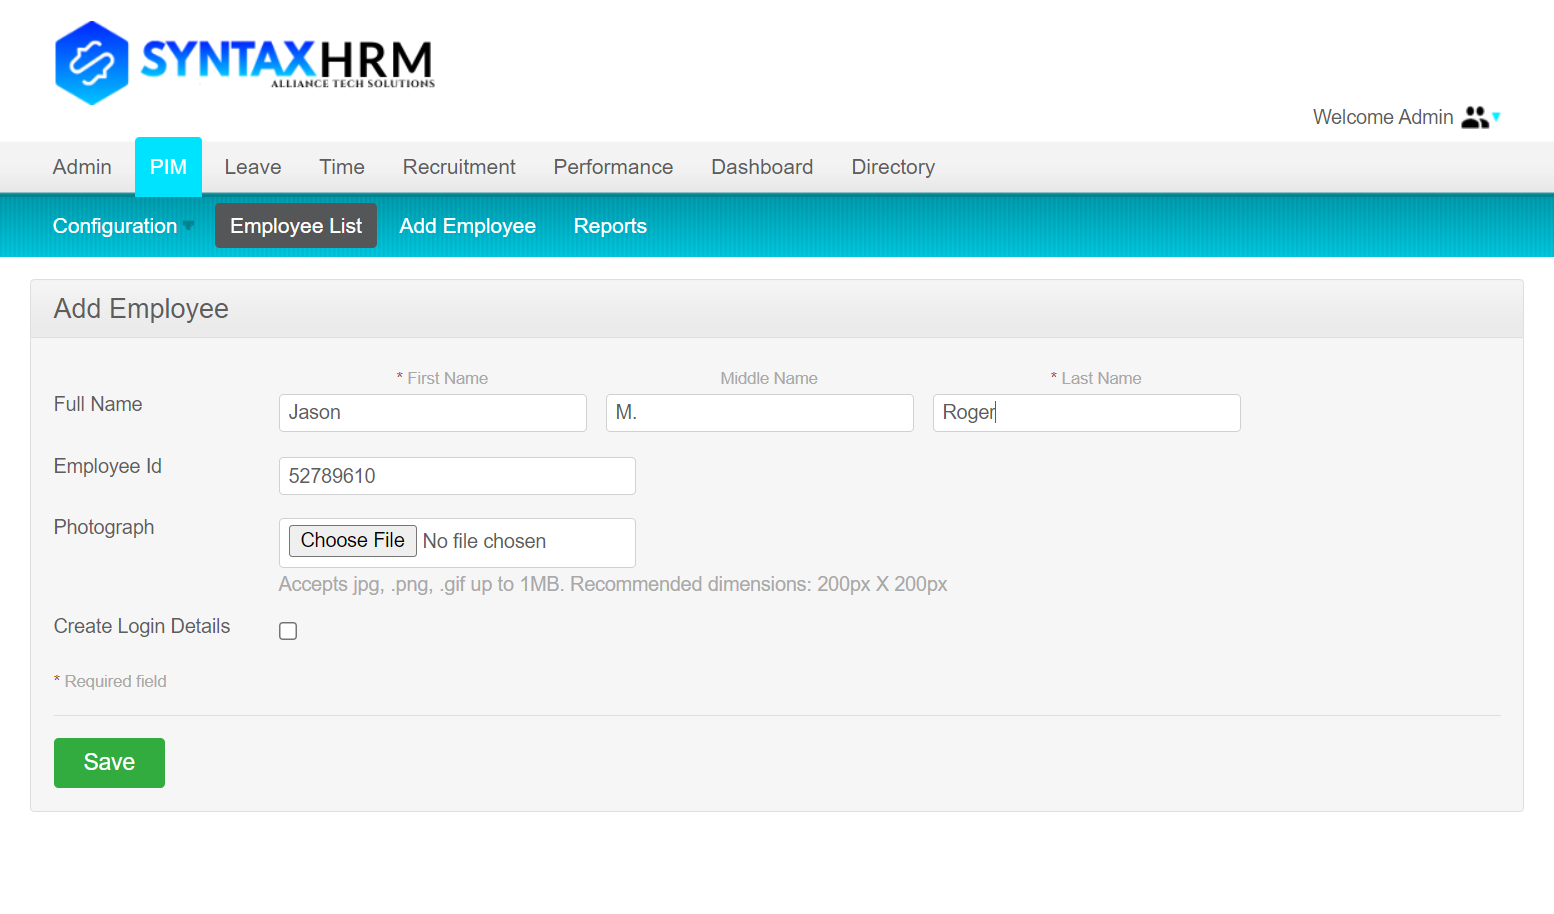 SYNTAXHRM
ALLIANCE TECH SOLUTIONS
Welcome Admin
Admin PIM Leave Time Recruitment Performance Dashboard Directory
Configuration Employee List Add Employee Reports
Add Employee
* First Name Middle Name * Last Name
Full Name Jason M. Roger
Employee Id 52789610
Photograph Choose File No file chosen
Accepts jpg, .png, .gif up to 1MB. Recommended dimensions: 200px X 200px
Create Login Details
* Required field
Save